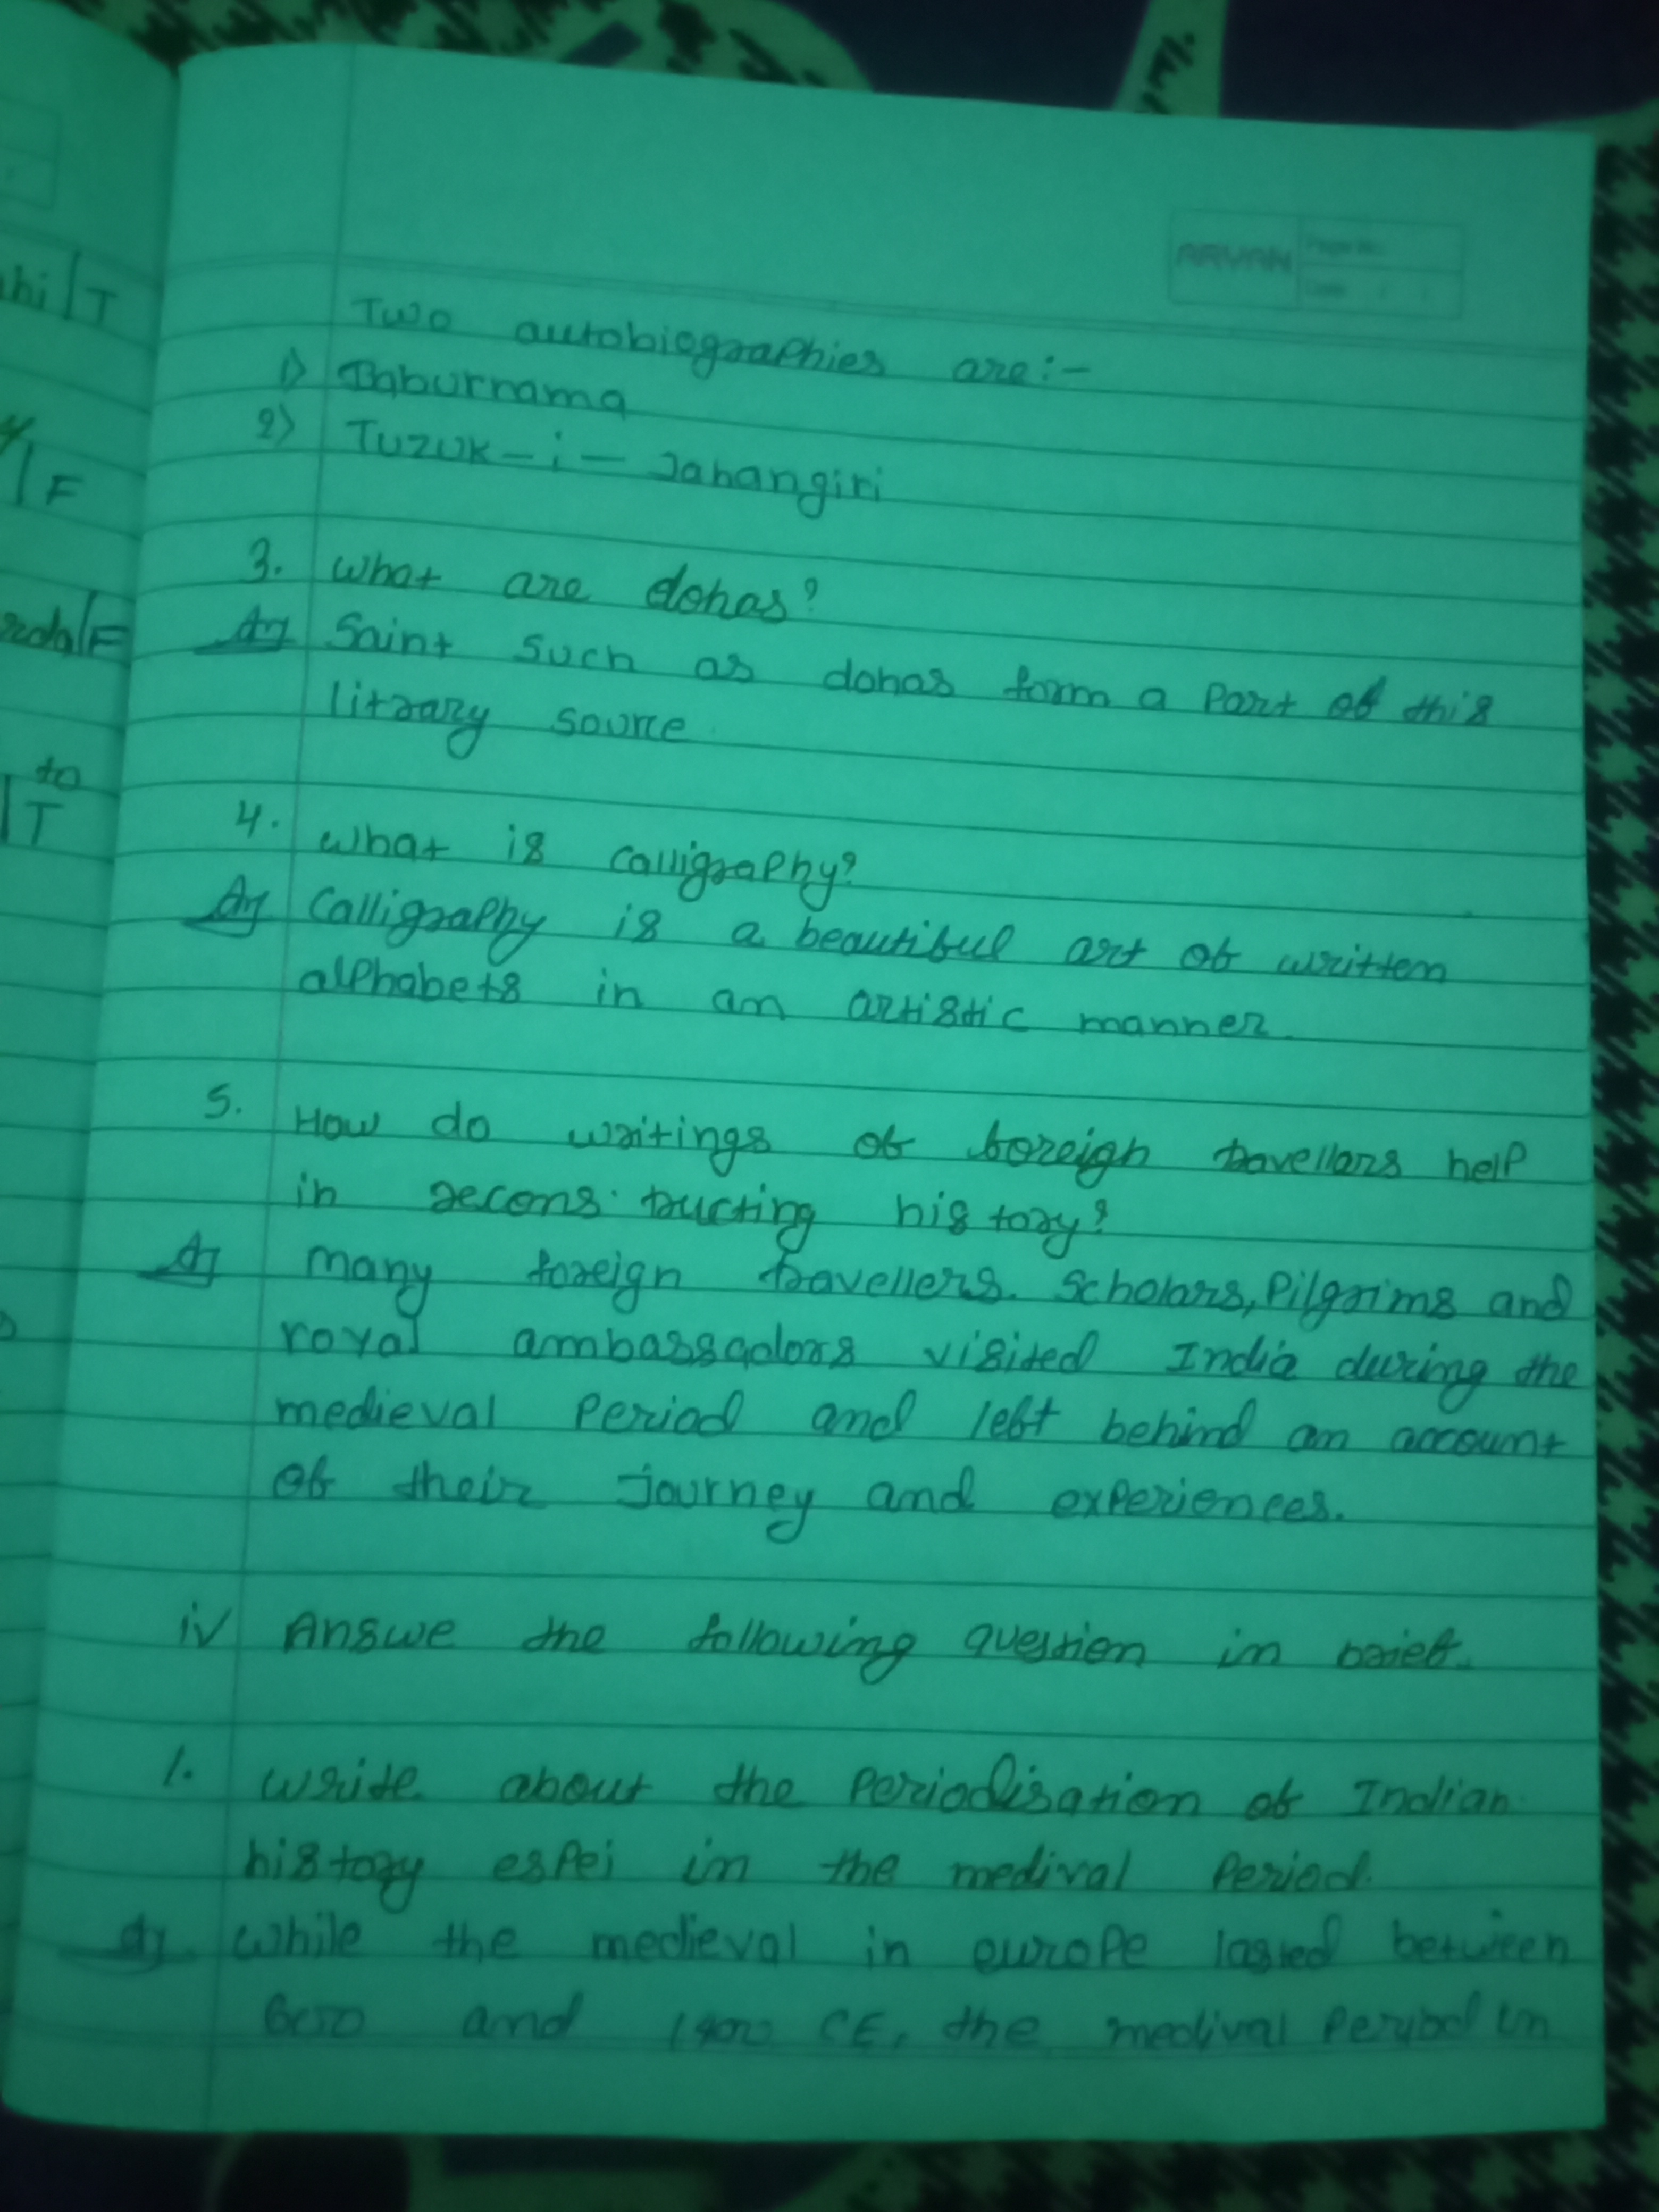 ARYAN
Page No.
Date
Two autobiographies are:-
1) Baburnama
2) Tuzuk-i-Jahangiri
3. What are dohas?
Ans Saint such as dohas form a part of this
litrary source
4. What is calligraphy?
Ans Calligraphy is a beautiful art of written
alphabets in an artistic manner
5. How do writings of foreign travellars help
in reconstructing history?
Ans Many foreign travellers. Scholars, Pilgrims and
royal ambassadors visited India during the
medieval period and left behind an account
of their journey and experiences.
iv Answe the following question in brief.
1. Write about the Periodisation of Indian
history espei in the medival period.
Ans While the medieval in europe lasted between
and CE, the medival period in
hi/T
/F
/F
to
/T